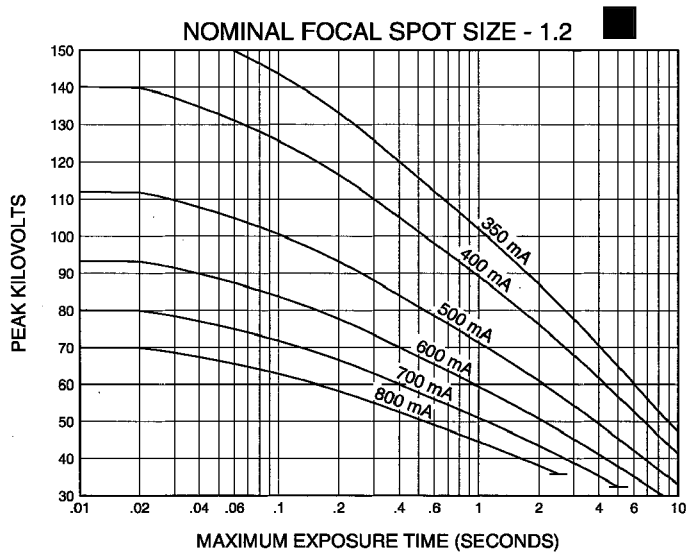 NOMINAL FOCAL SPOT SIZE - 1.2
PEAK KILOVOLTS
150
140
130
120
110
100
90
80
70
60
50
40
30
350 mA
400 mA
500 mA
600 mA
700 mA
800 mA
.01 .02 .04 .06 .1 .2 .4 .6 1 2 4 6 10
MAXIMUM EXPOSURE TIME (SECONDS)